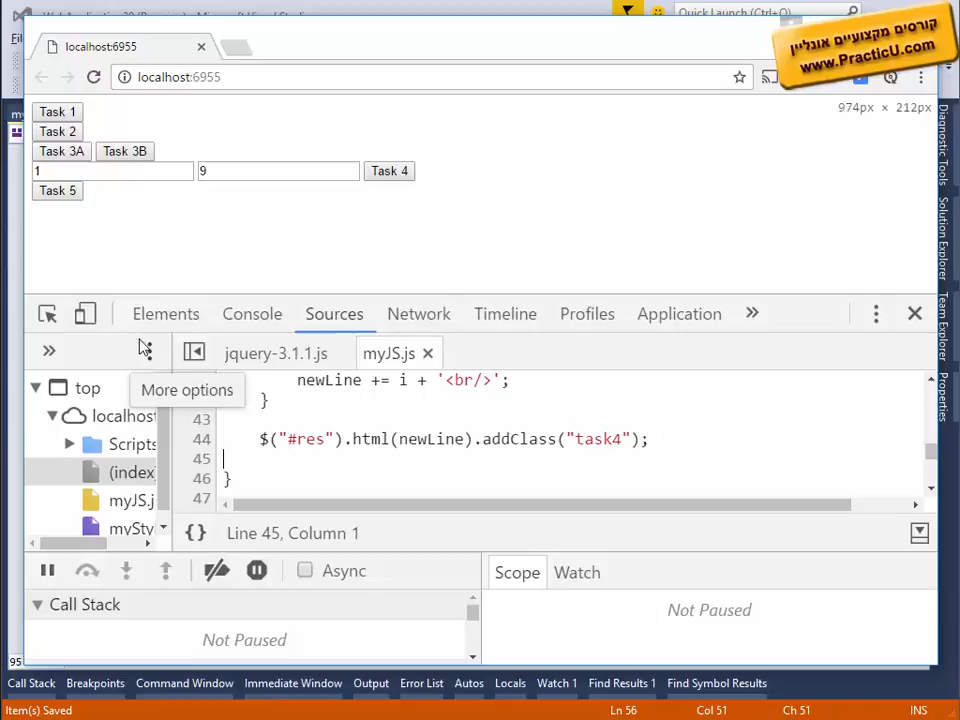 Quick Launch (Ctrl+Q)
קורסים מקצועיים אונליין
www.PracticU.com
localhost:6955
localhost:6955
974px × 212px
Task 1
Task 2
Task 3A Task 3B
1 9 Task 4
Task 5
Diagnostic Tools
Solution Explorer
Team Explorer
Properties
Elements Console Sources Network Timeline Profiles Application
jquery-3.1.1.js myJS.js
More options
top
localhost
Scripts
(index
myJS.j
mySty
newLine += i + '<br/>';
}
43
44 $("#res").html(newLine).addClass("task4");
45
46 }
47
{} Line 45, Column 1
Async
Scope Watch
Call Stack
Not Paused
Not Paused
95
Call Stack Breakpoints Command Window Immediate Window Output Error List Autos Locals Watch 1 Find Results 1 Find Symbol Results
Item(s) Saved Ln 56 Col 51 Ch 51 INS